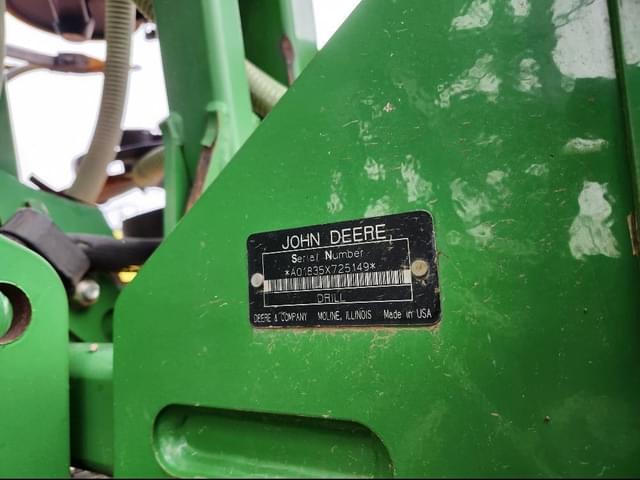 JOHN DEERE
Serial Number
*A01835X725149*
DRILL
DEERE & COMPANY MOLINE, ILLINOIS Made in USA